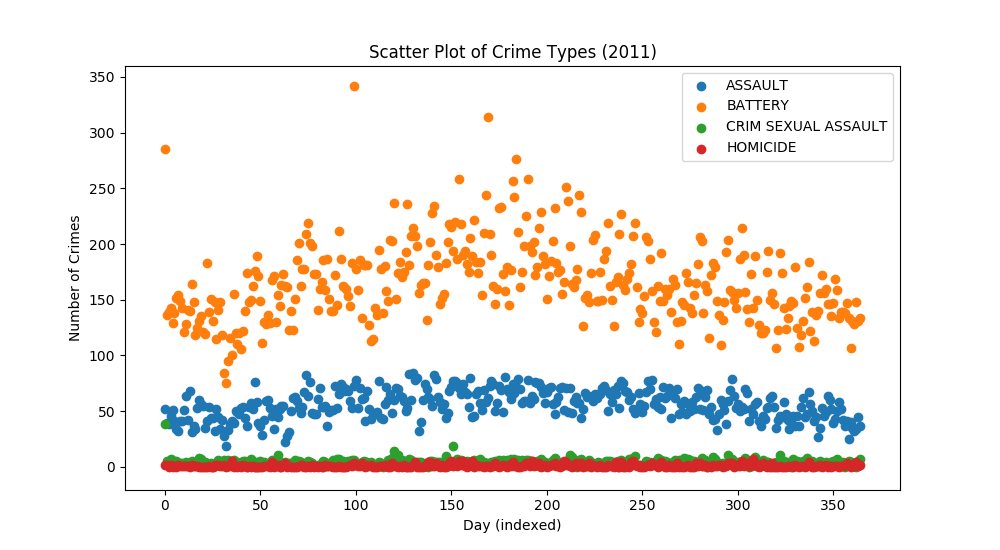 Scatter Plot of Crime Types (2011)
350
300
250
200
150
100
50
0
Number of Crimes
ASSAULT
BATTERY
CRIM SEXUAL ASSAULT
HOMICIDE
0 50 100 150 200 250 300 350
Day (indexed)